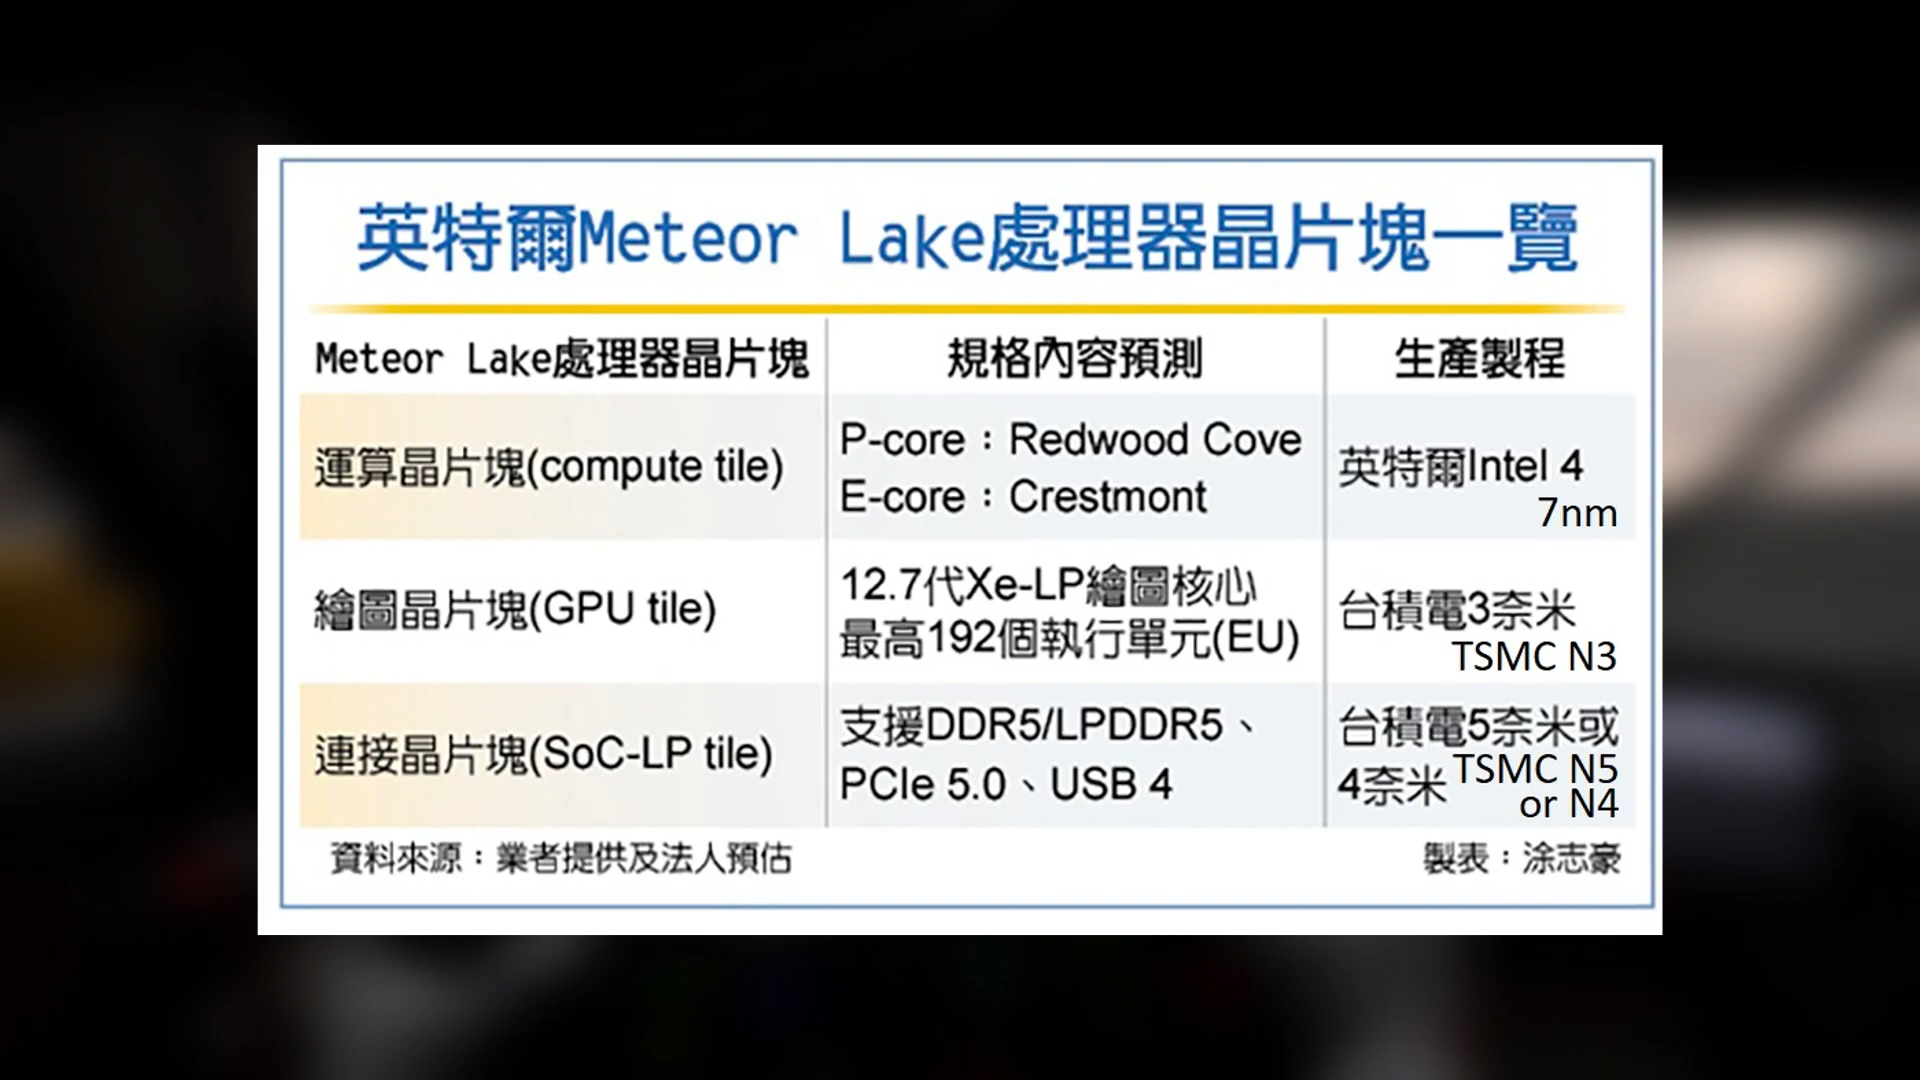 英特爾Meteor Lake處理器晶片塊一覽
Meteor Lake處理器晶片塊
規格內容預測
生產製程
運算晶片塊(compute tile)
P-core：Redwood Cove
E-core：Crestmont
英特爾Intel 4
7nm
繪圖晶片塊(GPU tile)
12.7代Xe-LP繪圖核心
最高192個執行單元(EU)
台積電3奈米
TSMC N3
連接晶片塊(SoC-LP tile)
支援DDR5/LPDDR5、
PCIe 5.0、USB 4
台積電5奈米或
4奈米
TSMC N5
or N4
資料來源：業者提供及法人預估
製表：涂志豪